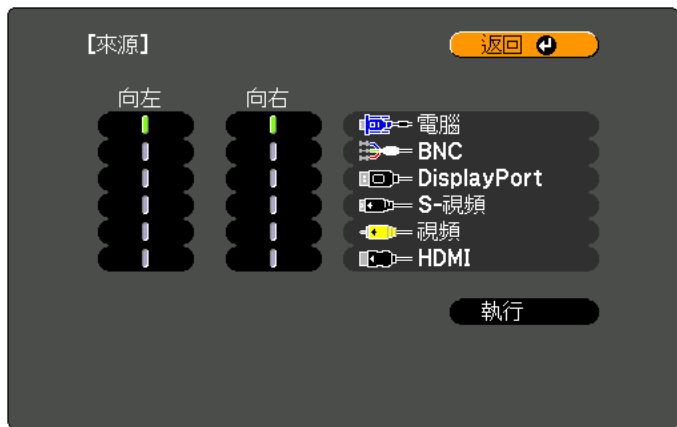 【來源】
返回
向左 向右
電腦
BNC
DisplayPort
S-視頻
視頻
HDMI
執行